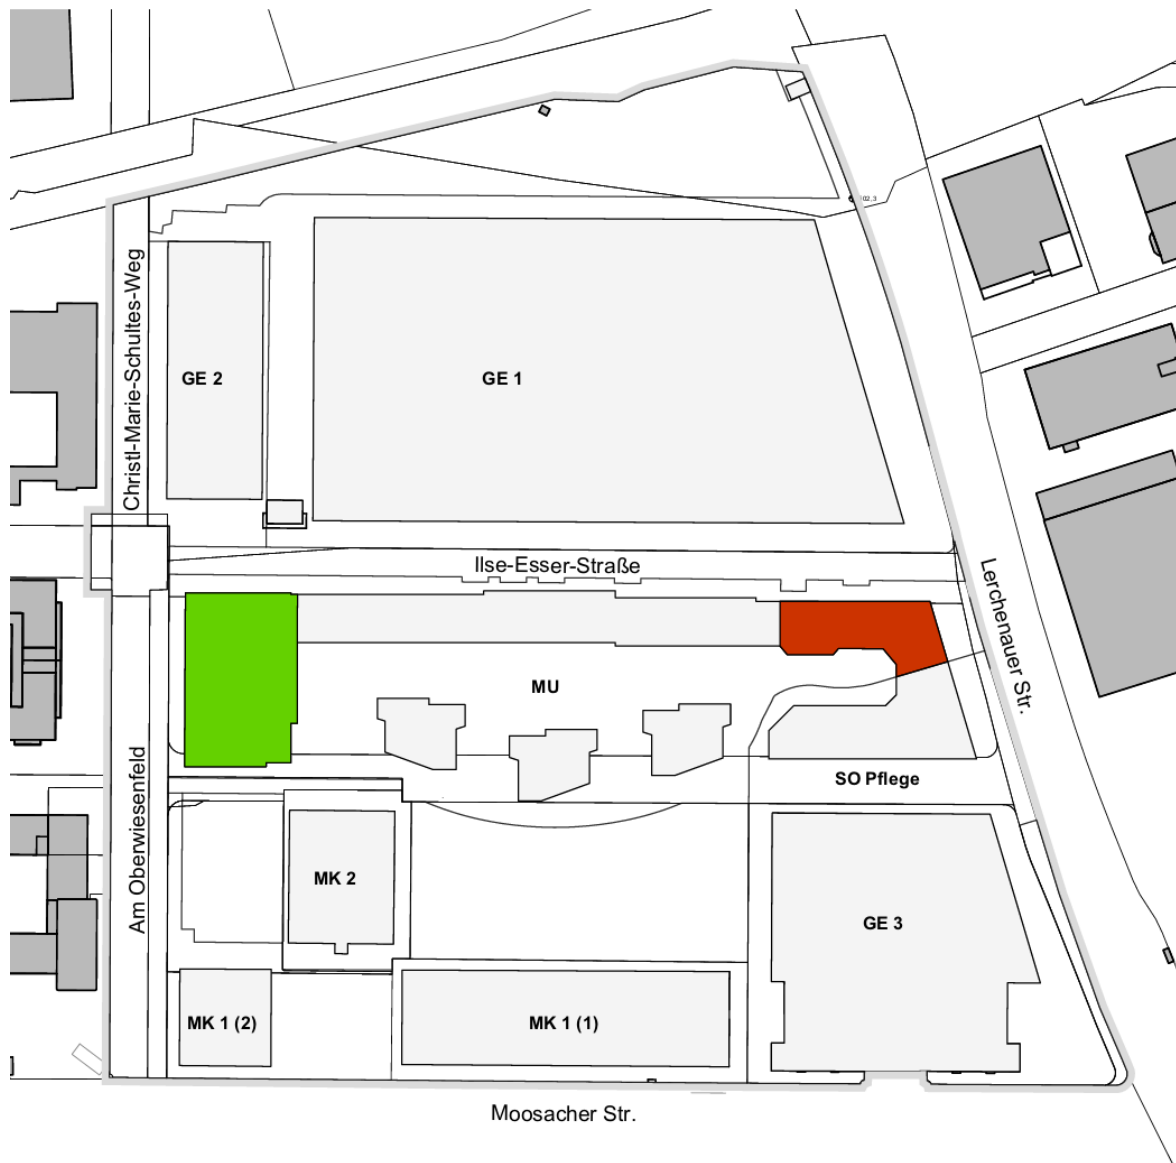 Christl-Marie-Schultes-Weg
GE 2
GE 1
Ilse-Esser-Straße
Lerchenauer Str.
MU
SO Pflege
Am Oberwiesenfeld
MK 2
GE 3
MK 1 (2)
MK 1 (1)
Moosacher Str.